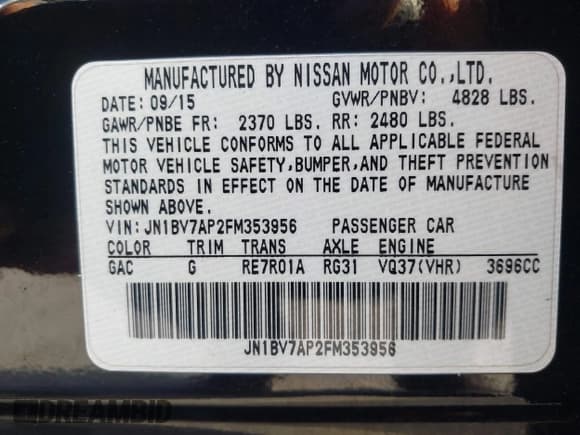 MANUFACTURED BY NISSAN MOTOR CO.,LTD.
DATE: 09/15 GVWR/PNBV: 4828 LBS.
GAWR/PNBE FR: 2370 LBS. RR: 2480 LBS.
THIS VEHICLE CONFORMS TO ALL APPLICABLE FEDERAL
MOTOR VEHICLE SAFETY,BUMPER,AND THEFT PREVENTION
STANDARDS IN EFFECT ON THE DATE OF MANUFACTURE
SHOWN ABOVE.
VIN: JN1BV7AP2FM353956 PASSENGER CAR
COLOR TRIM TRANS AXLE ENGINE
GAC G RE7R01A RG31 VQ37(VHR) 3696CC
JN1BV7AP2FM353956
DREAMBID